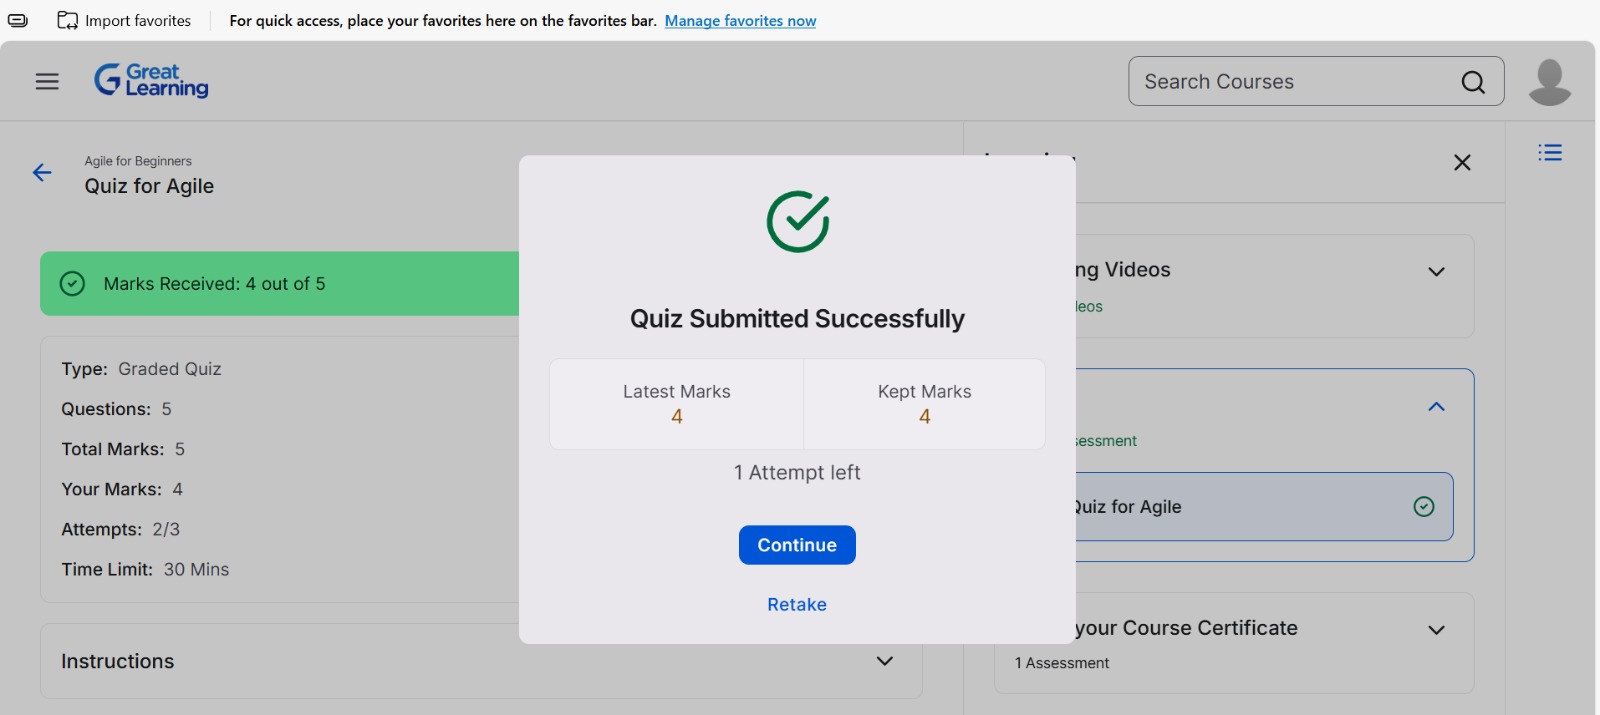 Import favorites
For quick access, place your favorites here on the favorites bar. Manage favorites now
Great
Learning
Search Courses
Agile for Beginners
Quiz for Agile
Marks Received: 4 out of 5
Type: Graded Quiz
Questions: 5
Total Marks: 5
Your Marks: 4
Attempts: 2/3
Time Limit: 30 Mins
Instructions
Quiz Submitted Successfully
Latest Marks
4
Kept Marks
4
1 Attempt left
Continue
Retake
Videos
Quiz for Agile
your Course Certificate
1 Assessment